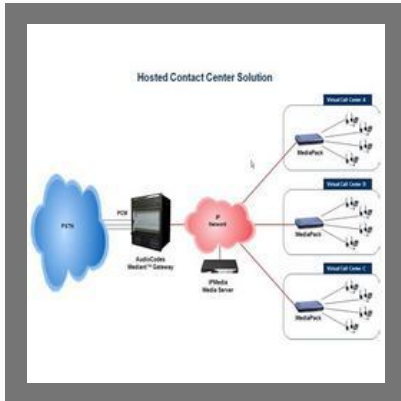 Hosted Contact Center Solution
Virtual Call Center A
MediaPack
Virtual Call Center B
MediaPack
PSTN
PCM
AudioCodes
Mediant™ Gateway
IP
Network
IPMedia
Media Server
Virtual Call Center C
MediaPack